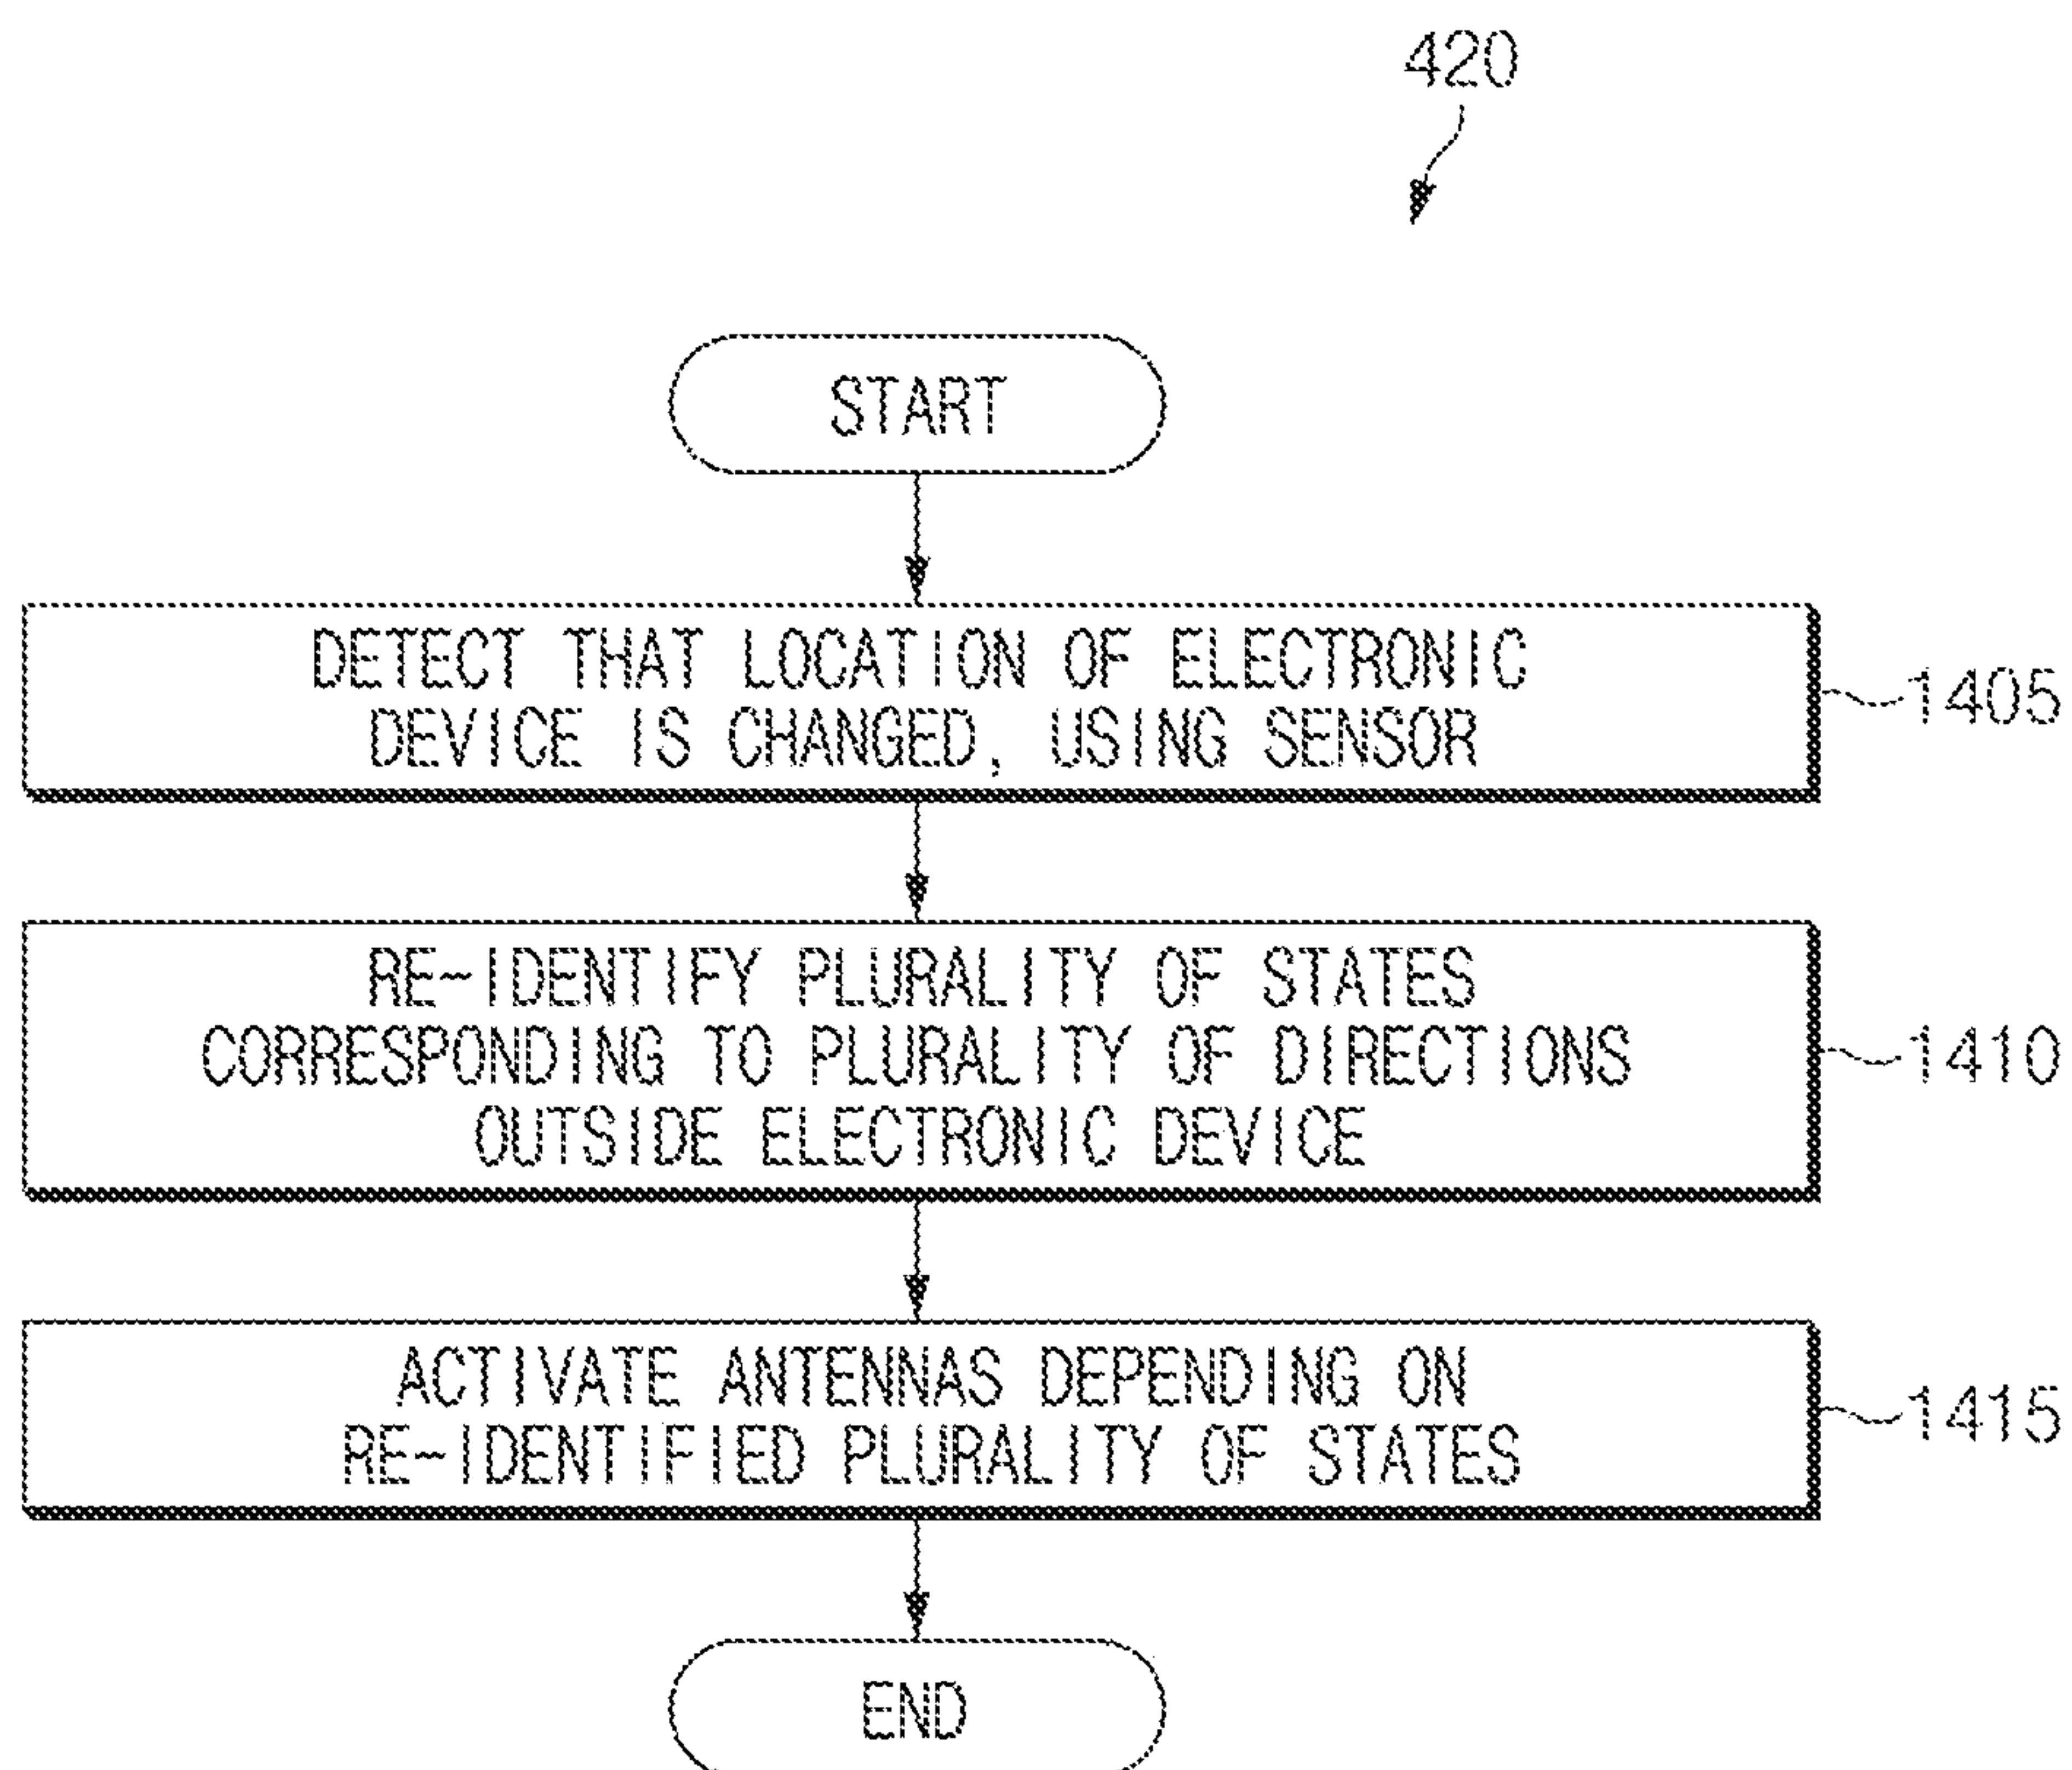 420
START
DETECT THAT LOCATION OF ELECTRONIC
DEVICE IS CHANGED, USING SENSOR
1405
RE-IDENTIFY PLURALITY OF STATES
CORRESPONDING TO PLURALITY OF DIRECTIONS
OUTSIDE ELECTRONIC DEVICE
1410
ACTIVATE ANTENNAS DEPENDING ON
RE-IDENTIFIED PLURALITY OF STATES
1415
END